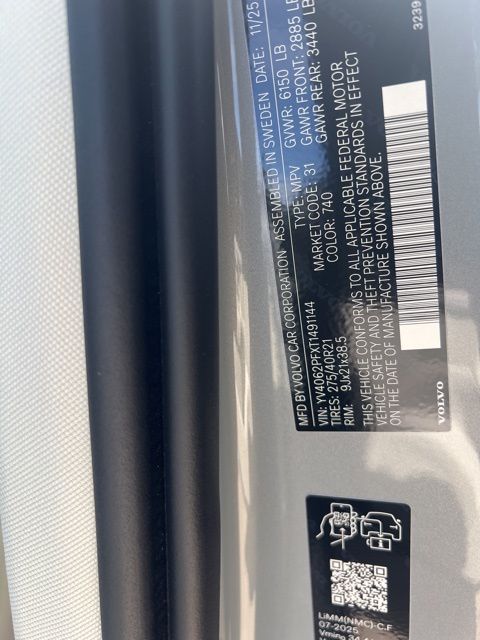 MFD BY VOLVO CAR CORPORATION ASSEMBLED IN SWEDEN DATE: 11/25
VIN: YV4062PFXT1491144 TYPE: MPV GVWR: 6150 LB
TIRES: 275/40R21 MARKET CODE: 31 GAWR FRONT: 2885 LB
RIM: 9Jx21x38.5 COLOR: 740 GAWR REAR: 3440 LB
THIS VEHICLE CONFORMS TO ALL APPLICABLE FEDERAL MOTOR
VEHICLE SAFETY AND THEFT PREVENTION STANDARDS IN EFFECT
ON THE DATE OF MANUFACTURE SHOWN ABOVE.
VOLVO 3239
LiMM(NMC)-C,F
07-2025